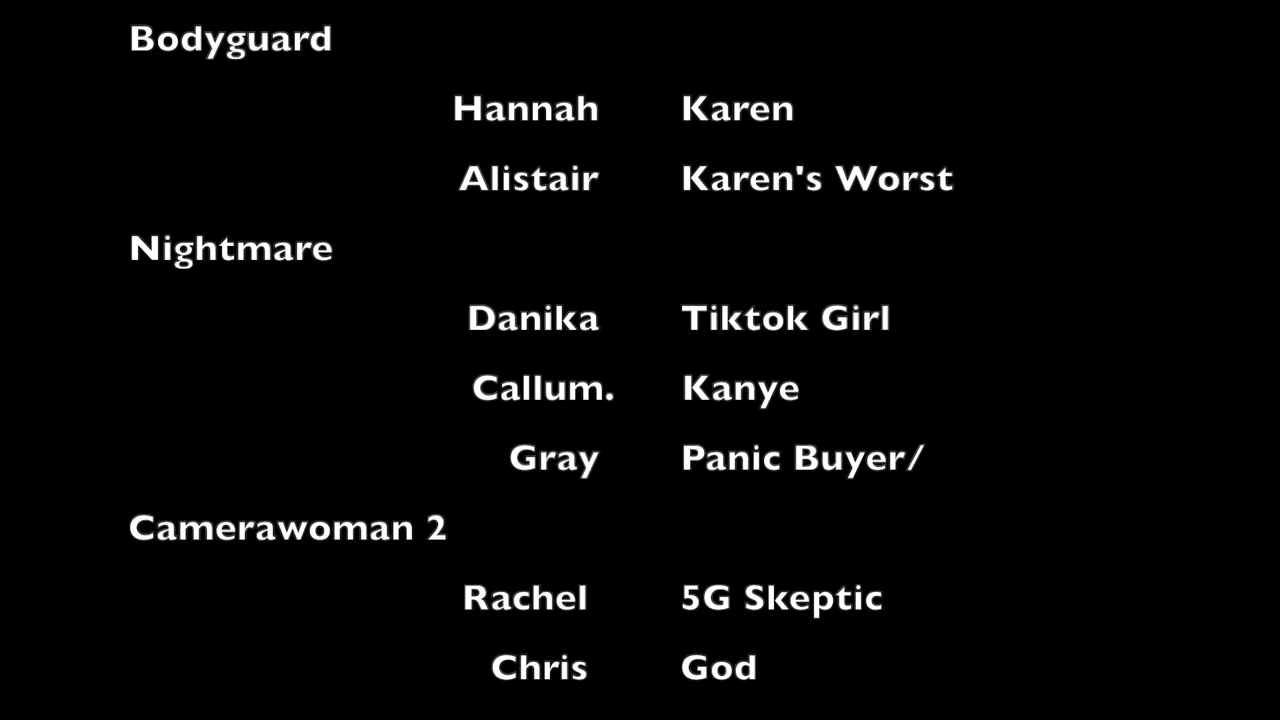 Bodyguard
Hannah Karen
Alistair Karen's Worst
Nightmare
Danika Tiktok Girl
Callum. Kanye
Gray Panic Buyer/
Camerawoman 2
Rachel 5G Skeptic
Chris God